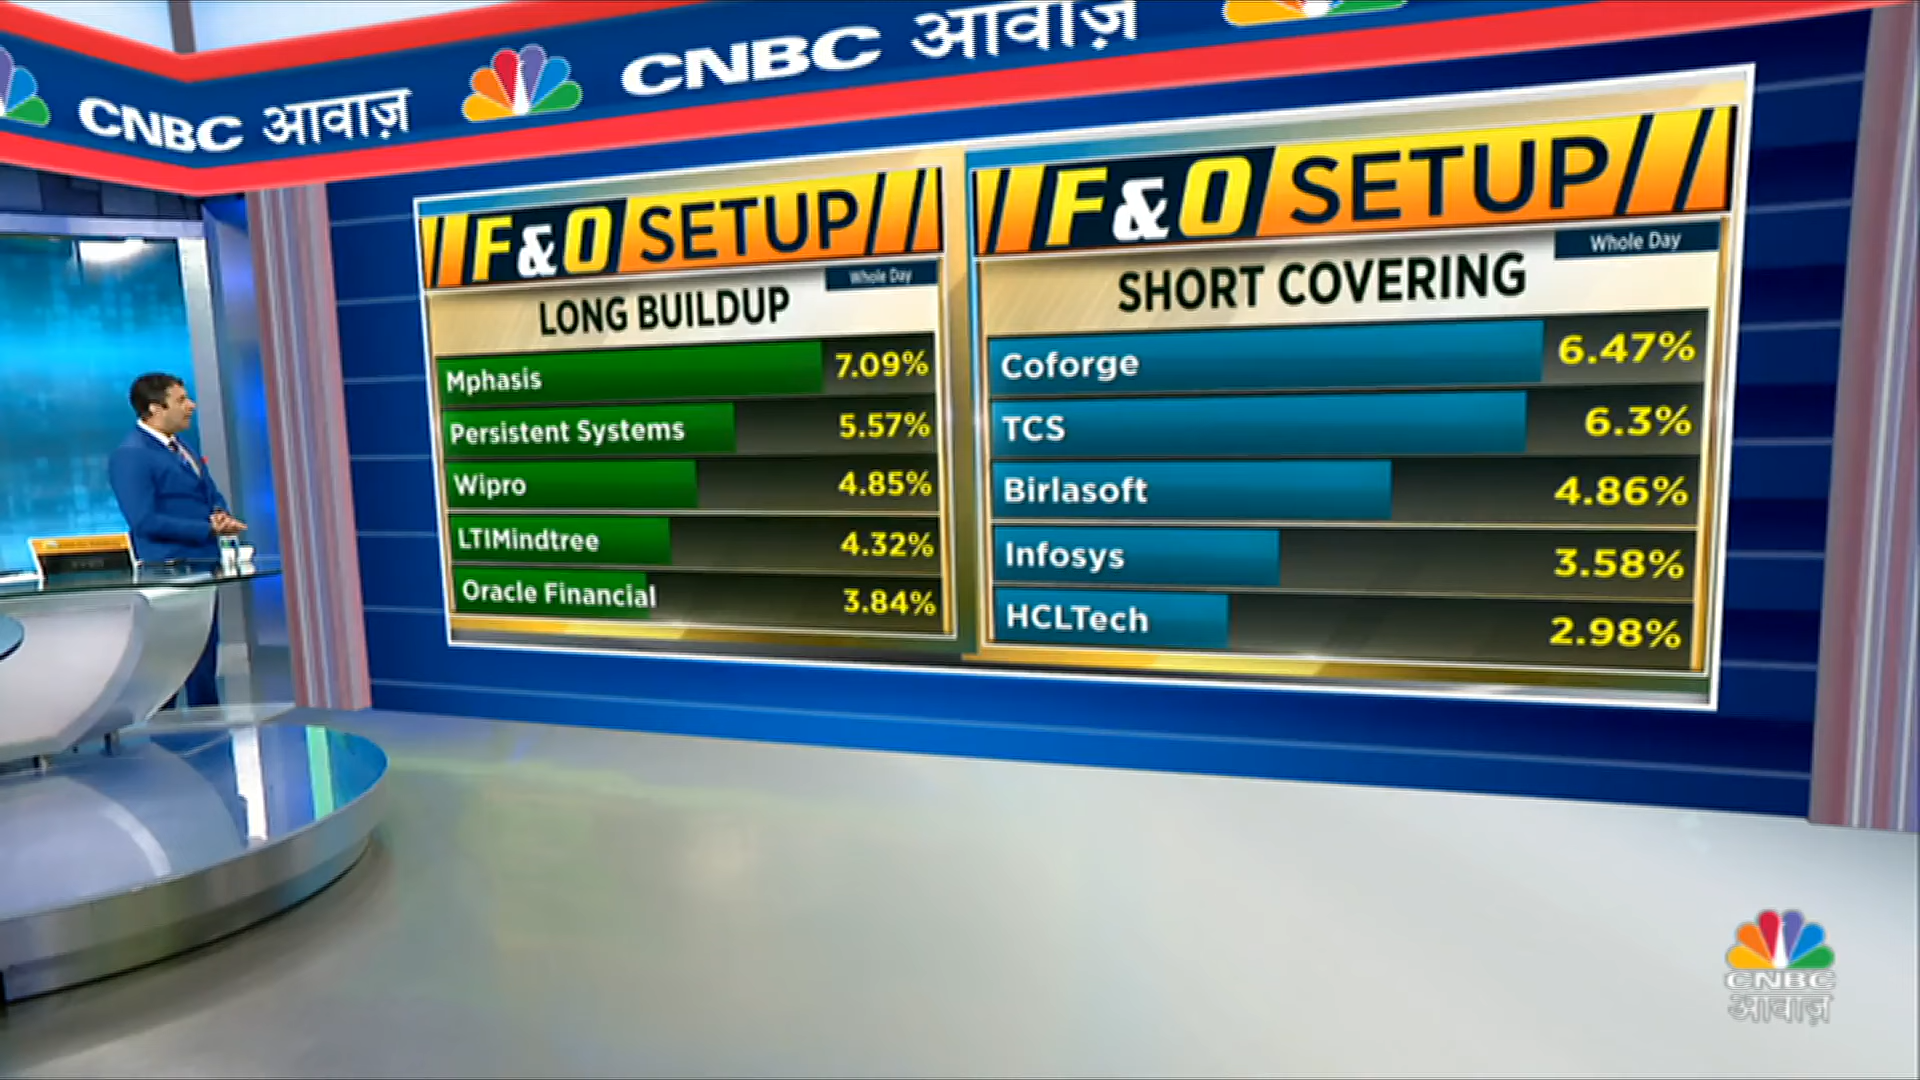 CNBC आवाज़
CNBC आवाज़
F&O SETUP
Whole Day
LONG BUILDUP
Mphasis 7.09%
Persistent Systems 5.57%
Wipro 4.85%
LTIMindtree 4.32%
Oracle Financial 3.84%
F&O SETUP
Whole Day
SHORT COVERING
Coforge 6.47%
TCS 6.3%
Birlasoft 4.86%
Infosys 3.58%
HCLTech 2.98%
CNBC
आवाज़